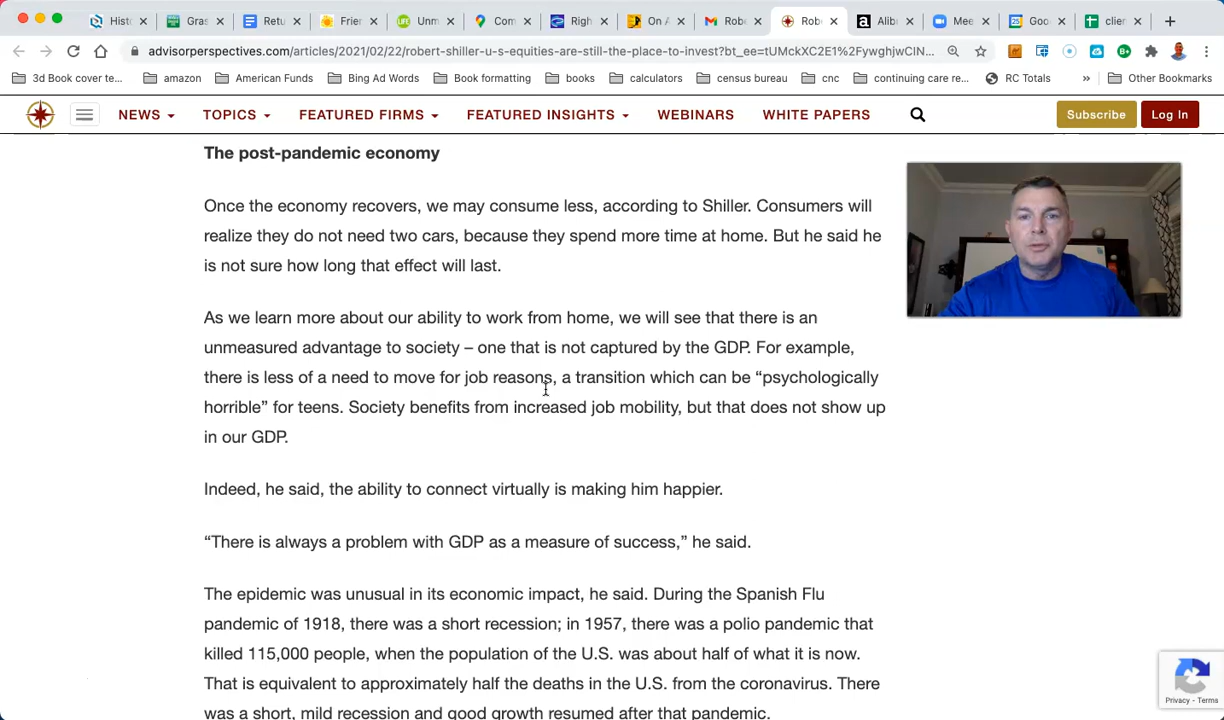 Histo
Gras
Retu
Frier
Unm
Com
Righ
On A
Robe
Robe
Aliba
Mee
Goog
clien
advisorperspectives.com/articles/2021/02/22/robert-shiller-u-s-equities-are-still-the-place-to-invest?bt_ee=tUMckXC2E1%2FywghjwCIN...
3d Book cover te...
amazon
American Funds
Bing Ad Words
Book formatting
books
calculators
census bureau
cnc
continuing care re...
RC Totals
»
Other Bookmarks
NEWS
TOPICS
FEATURED FIRMS
FEATURED INSIGHTS
WEBINARS
WHITE PAPERS
Subscribe
Log In
The post-pandemic economy
Once the economy recovers, we may consume less, according to Shiller. Consumers will
realize they do not need two cars, because they spend more time at home. But he said he
is not sure how long that effect will last.
As we learn more about our ability to work from home, we will see that there is an
unmeasured advantage to society – one that is not captured by the GDP. For example,
there is less of a need to move for job reasons, a transition which can be “psychologically
horrible” for teens. Society benefits from increased job mobility, but that does not show up
in our GDP.
Indeed, he said, the ability to connect virtually is making him happier.
“There is always a problem with GDP as a measure of success,” he said.
The epidemic was unusual in its economic impact, he said. During the Spanish Flu
pandemic of 1918, there was a short recession; in 1957, there was a polio pandemic that
killed 115,000 people, when the population of the U.S. was about half of what it is now.
That is equivalent to approximately half the deaths in the U.S. from the coronavirus. There
was a short, mild recession and good growth resumed after that pandemic.
Privacy - Terms